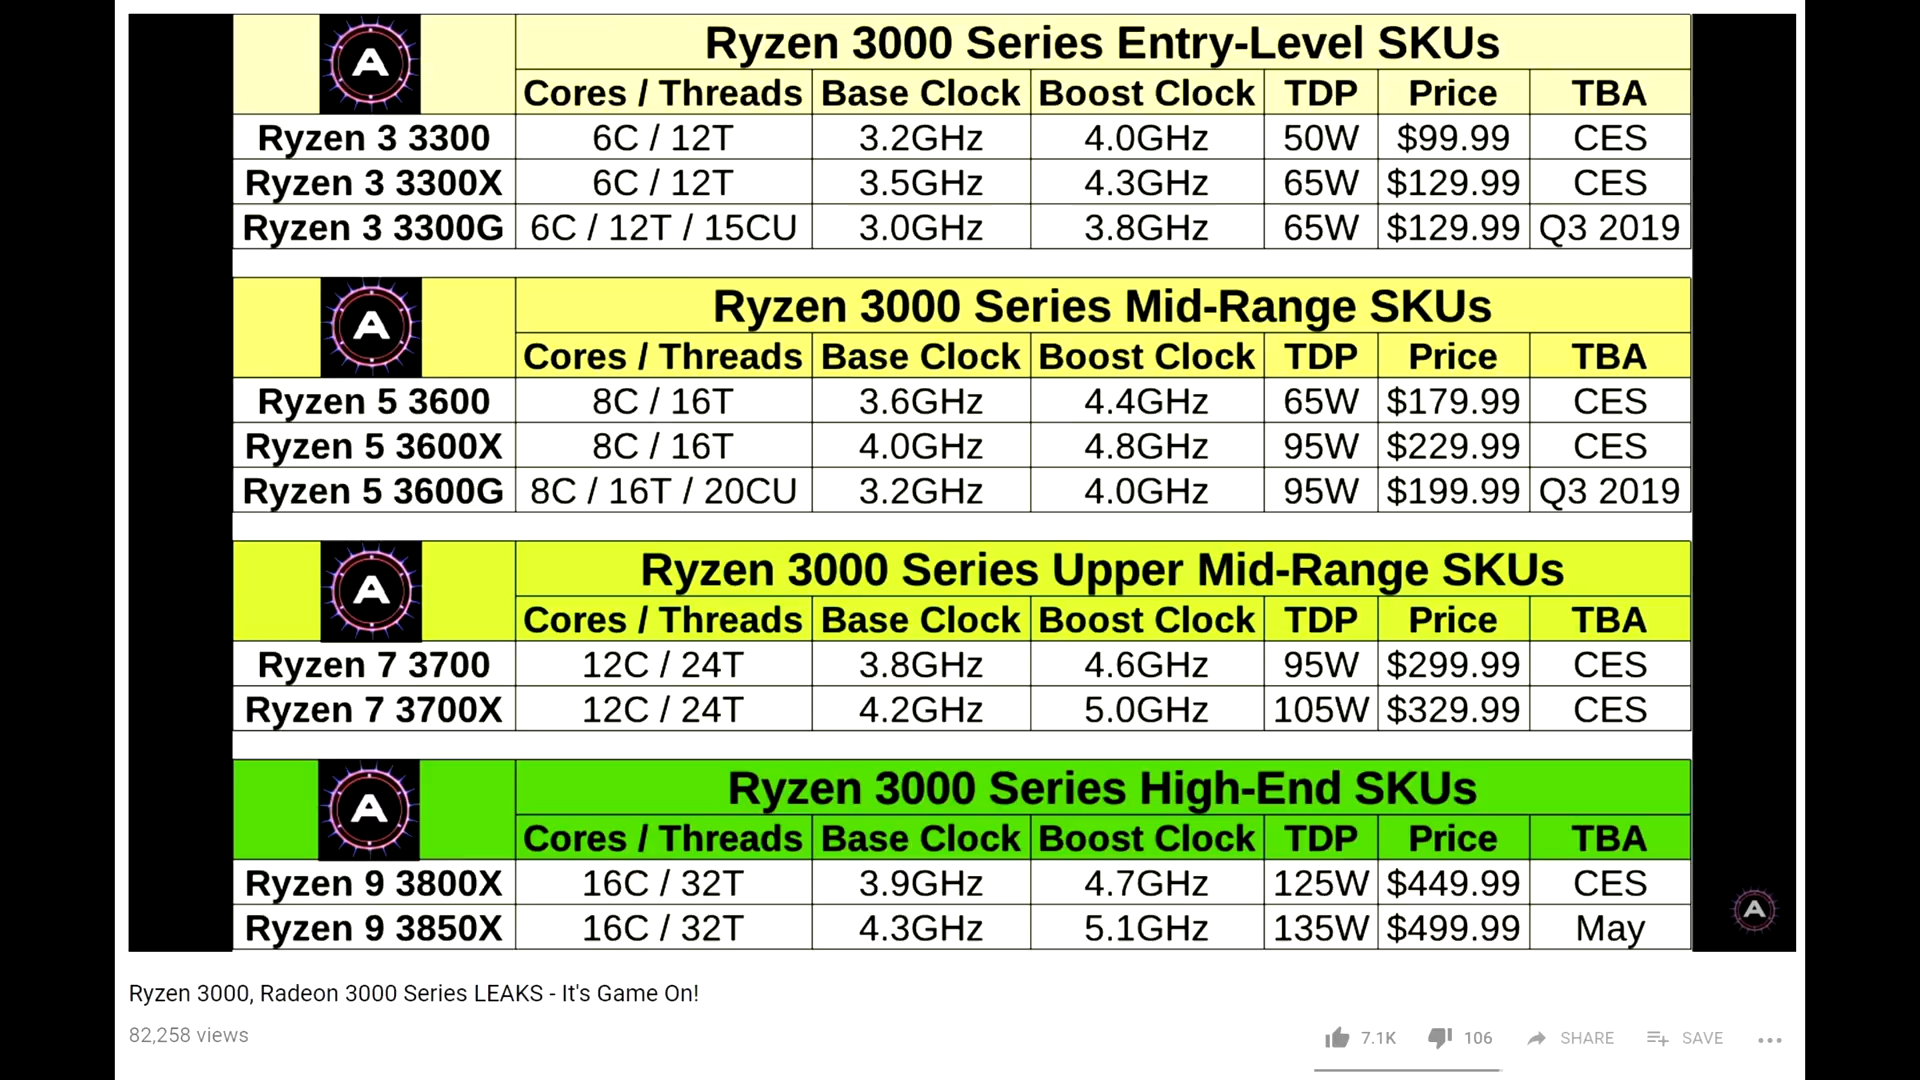 A
Ryzen 3000 Series Entry-Level SKUs
Cores / Threads Base Clock Boost Clock TDP Price TBA
Ryzen 3 3300 6C / 12T 3.2GHz 4.0GHz 50W $99.99 CES
Ryzen 3 3300X 6C / 12T 3.5GHz 4.3GHz 65W $129.99 CES
Ryzen 3 3300G 6C / 12T / 15CU 3.0GHz 3.8GHz 65W $129.99 Q3 2019
A
Ryzen 3000 Series Mid-Range SKUs
Cores / Threads Base Clock Boost Clock TDP Price TBA
Ryzen 5 3600 8C / 16T 3.6GHz 4.4GHz 65W $179.99 CES
Ryzen 5 3600X 8C / 16T 4.0GHz 4.8GHz 95W $229.99 CES
Ryzen 5 3600G 8C / 16T / 20CU 3.2GHz 4.0GHz 95W $199.99 Q3 2019
A
Ryzen 3000 Series Upper Mid-Range SKUs
Cores / Threads Base Clock Boost Clock TDP Price TBA
Ryzen 7 3700 12C / 24T 3.8GHz 4.6GHz 95W $299.99 CES
Ryzen 7 3700X 12C / 24T 4.2GHz 5.0GHz 105W $329.99 CES
A
Ryzen 3000 Series High-End SKUs
Cores / Threads Base Clock Boost Clock TDP Price TBA
Ryzen 9 3800X 16C / 32T 3.9GHz 4.7GHz 125W $449.99 CES
Ryzen 9 3850X 16C / 32T 4.3GHz 5.1GHz 135W $499.99 May
A
Ryzen 3000, Radeon 3000 Series LEAKS - It's Game On!
82,258 views
7.1K 106 SHARE SAVE